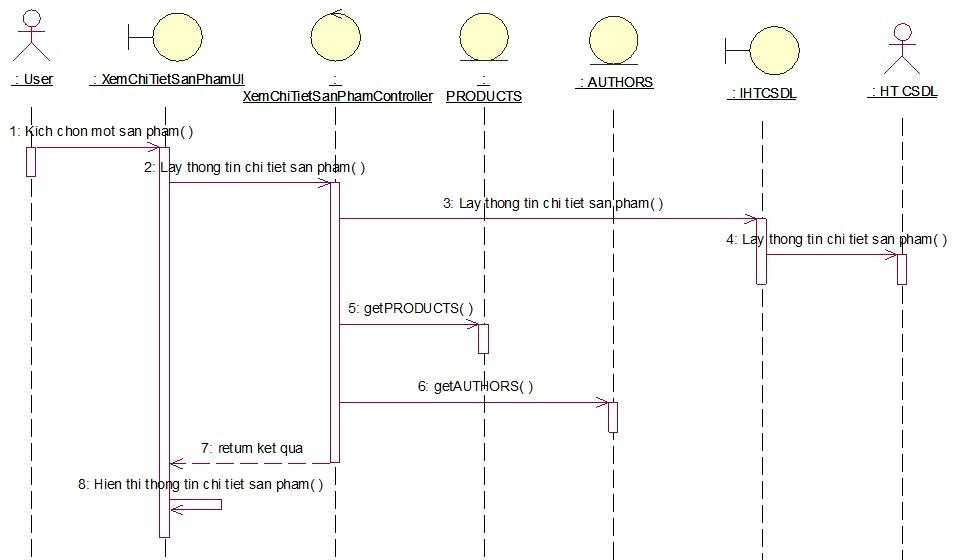 : User
: XemChiTietSanPhamUI
:
XemChiTietSanPhamController
:
PRODUCTS
: AUTHORS
: IHTCSDL
: HT CSDL
1: Kich chon mot san pham( )
2: Lay thong tin chi tiet san pham( )
3: Lay thong tin chi tiet san pham( )
4: Lay thong tin chi tiet san pham( )
5: getPRODUCTS( )
6: getAUTHORS( )
7: return ket qua
8: Hien thi thong tin chi tiet san pham( )